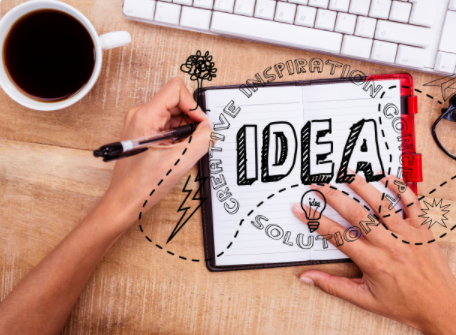 CREATIVE INSPIRATION CONCEPT
IDEA
idea
SOLUTION